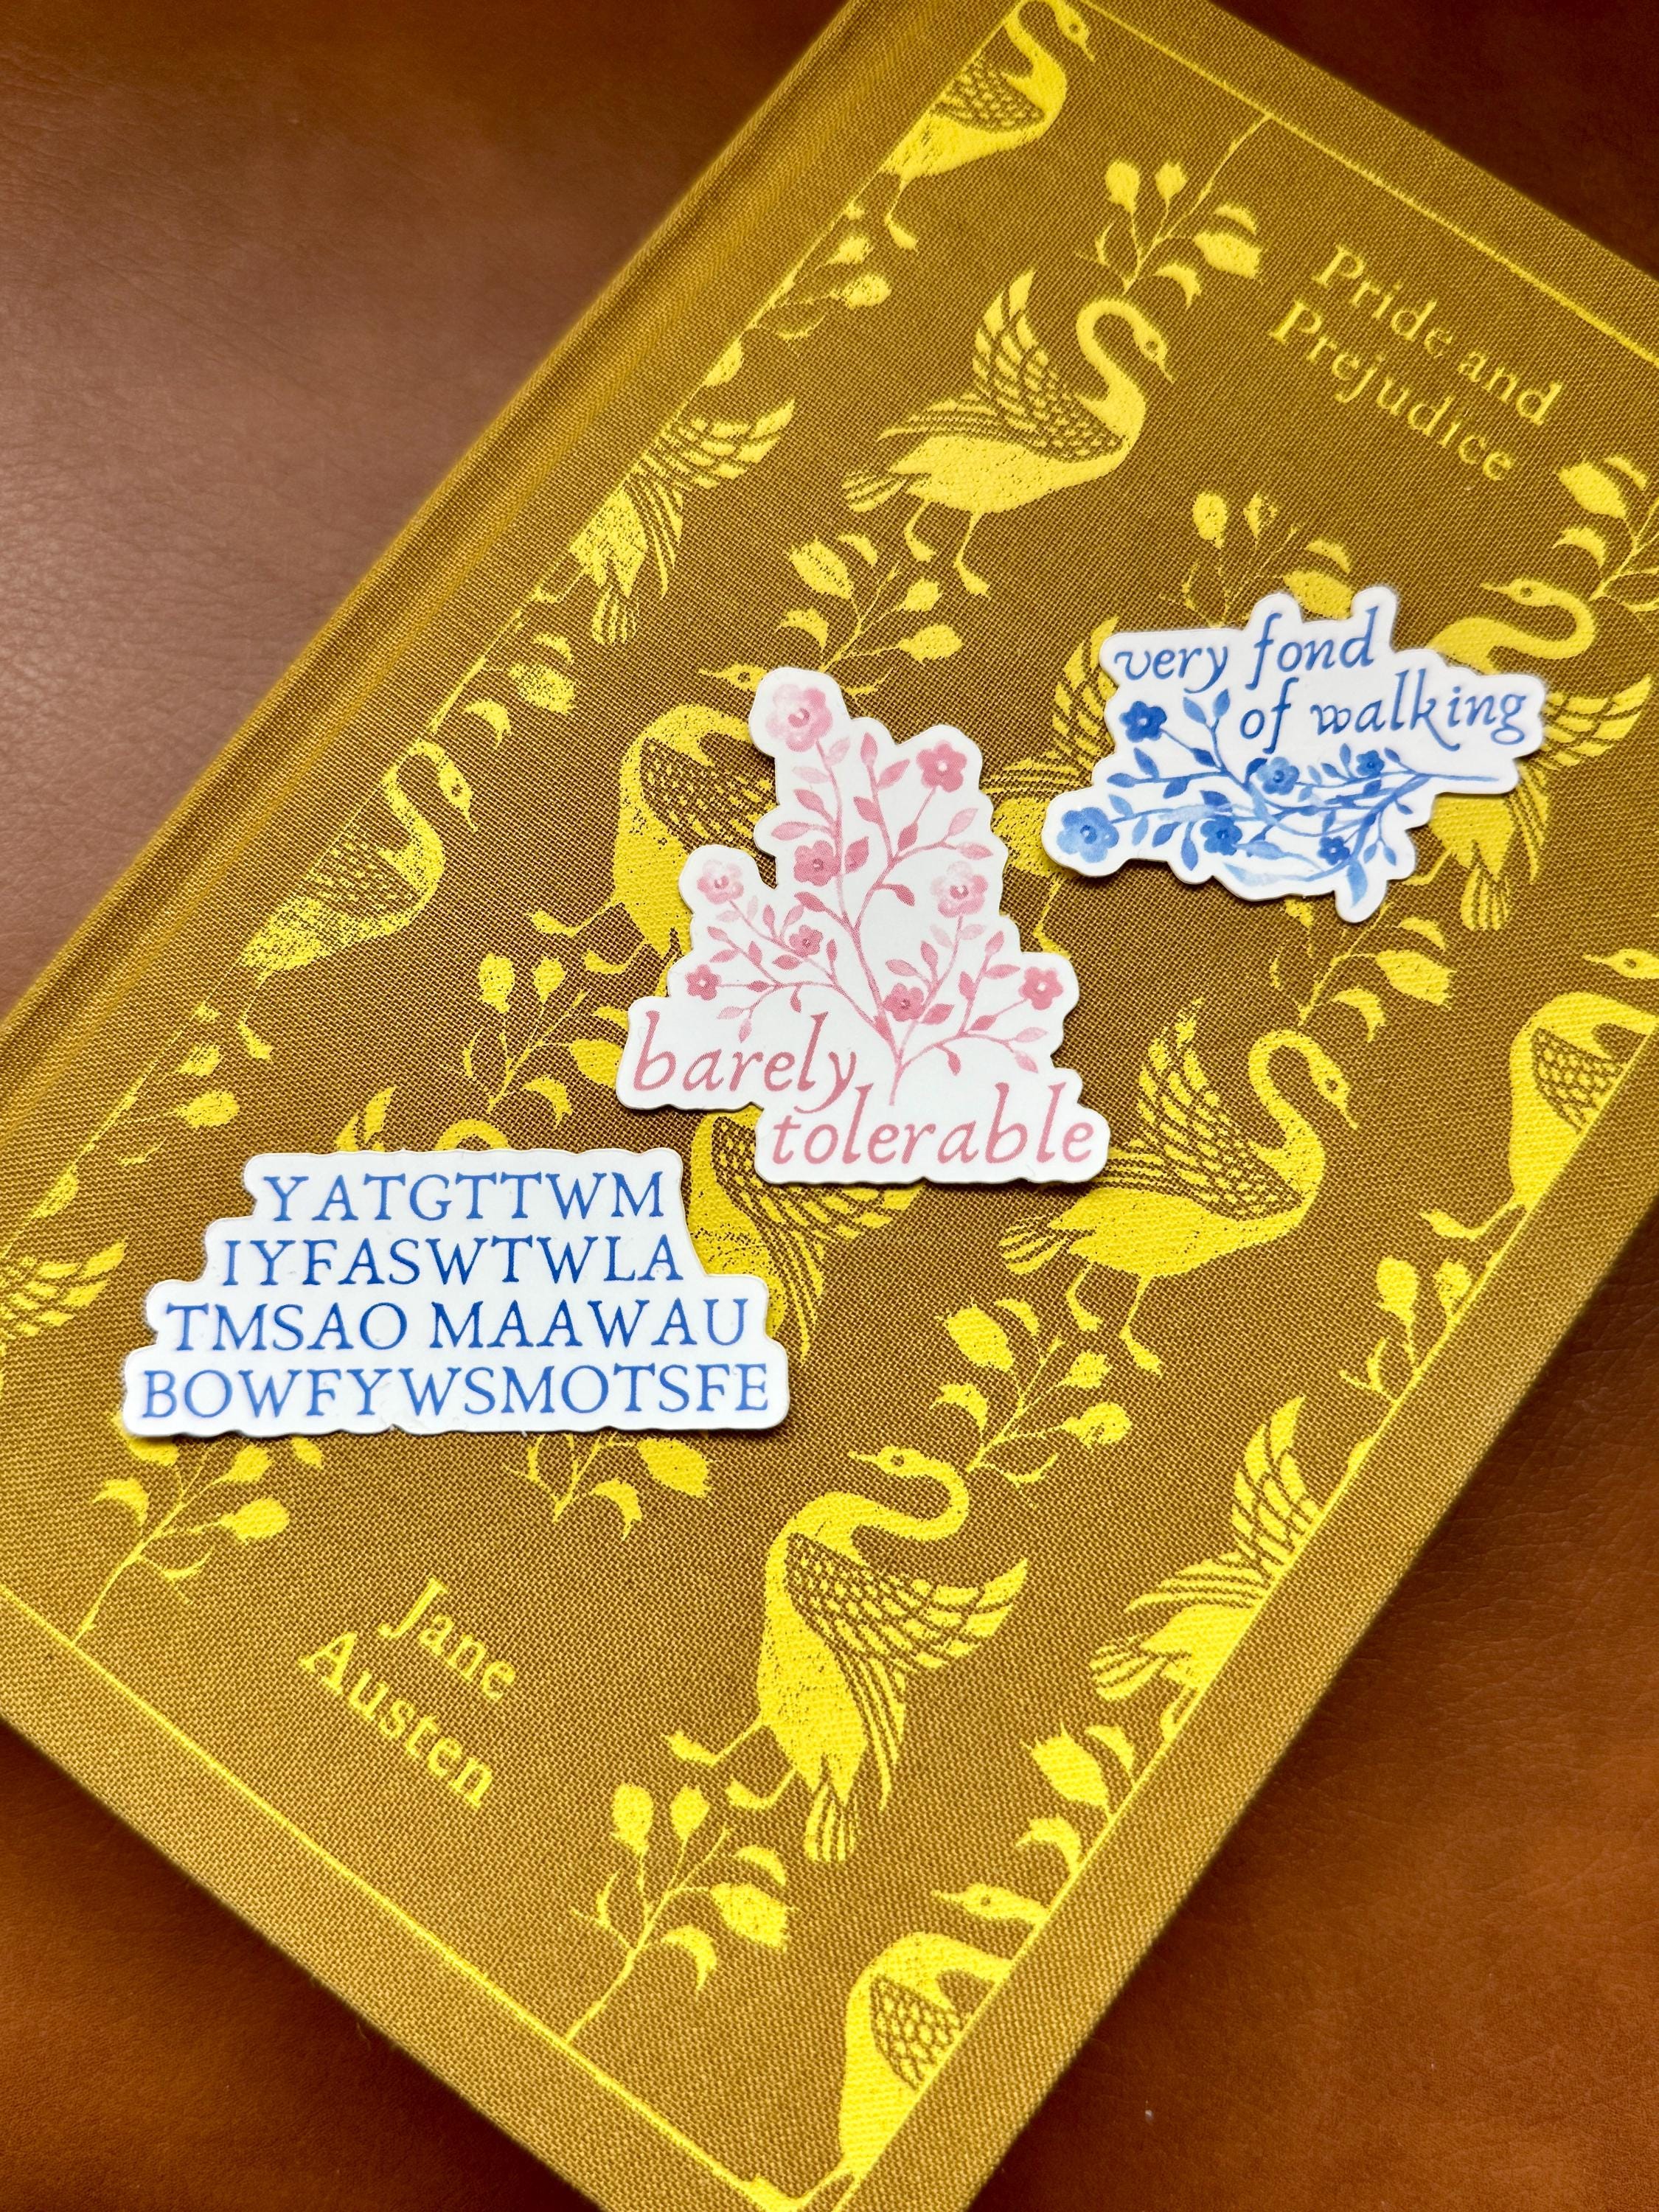 Pride and
Prejudice
very fond
of walking
barely
tolerable
YATGTTWM
IYFASWTWLA
TMSAO MAAWAU
BOWFYWSMOTSFE
Jane
Austen